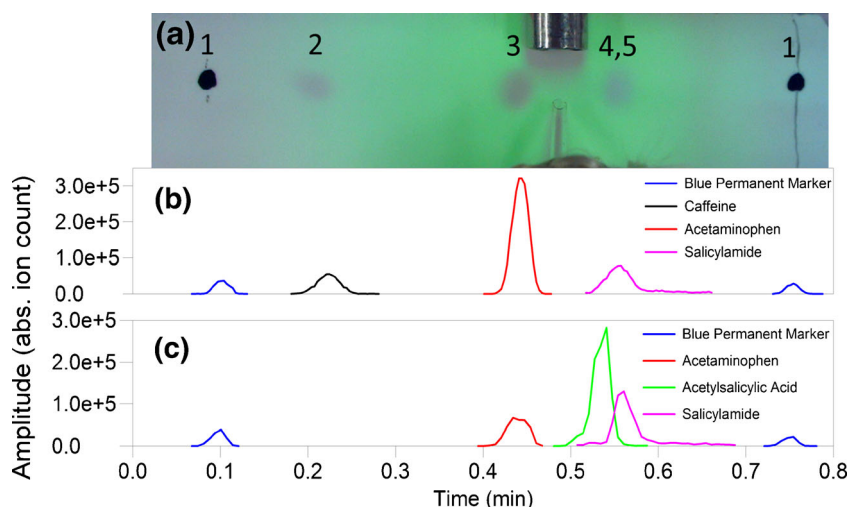 (a)
1 2 3 4,5 1
Amplitude (abs. ion count)
(b)
3.0e+5
2.0e+5
1.0e+5
0.0
Blue Permanent Marker
Caffeine
Acetaminophen
Salicylamide
(c)
3.0e+5
2.0e+5
1.0e+5
0.0
Blue Permanent Marker
Acetaminophen
Acetylsalicylic Acid
Salicylamide
0.0 0.1 0.2 0.3 0.4 0.5 0.6 0.7 0.8
Time (min)